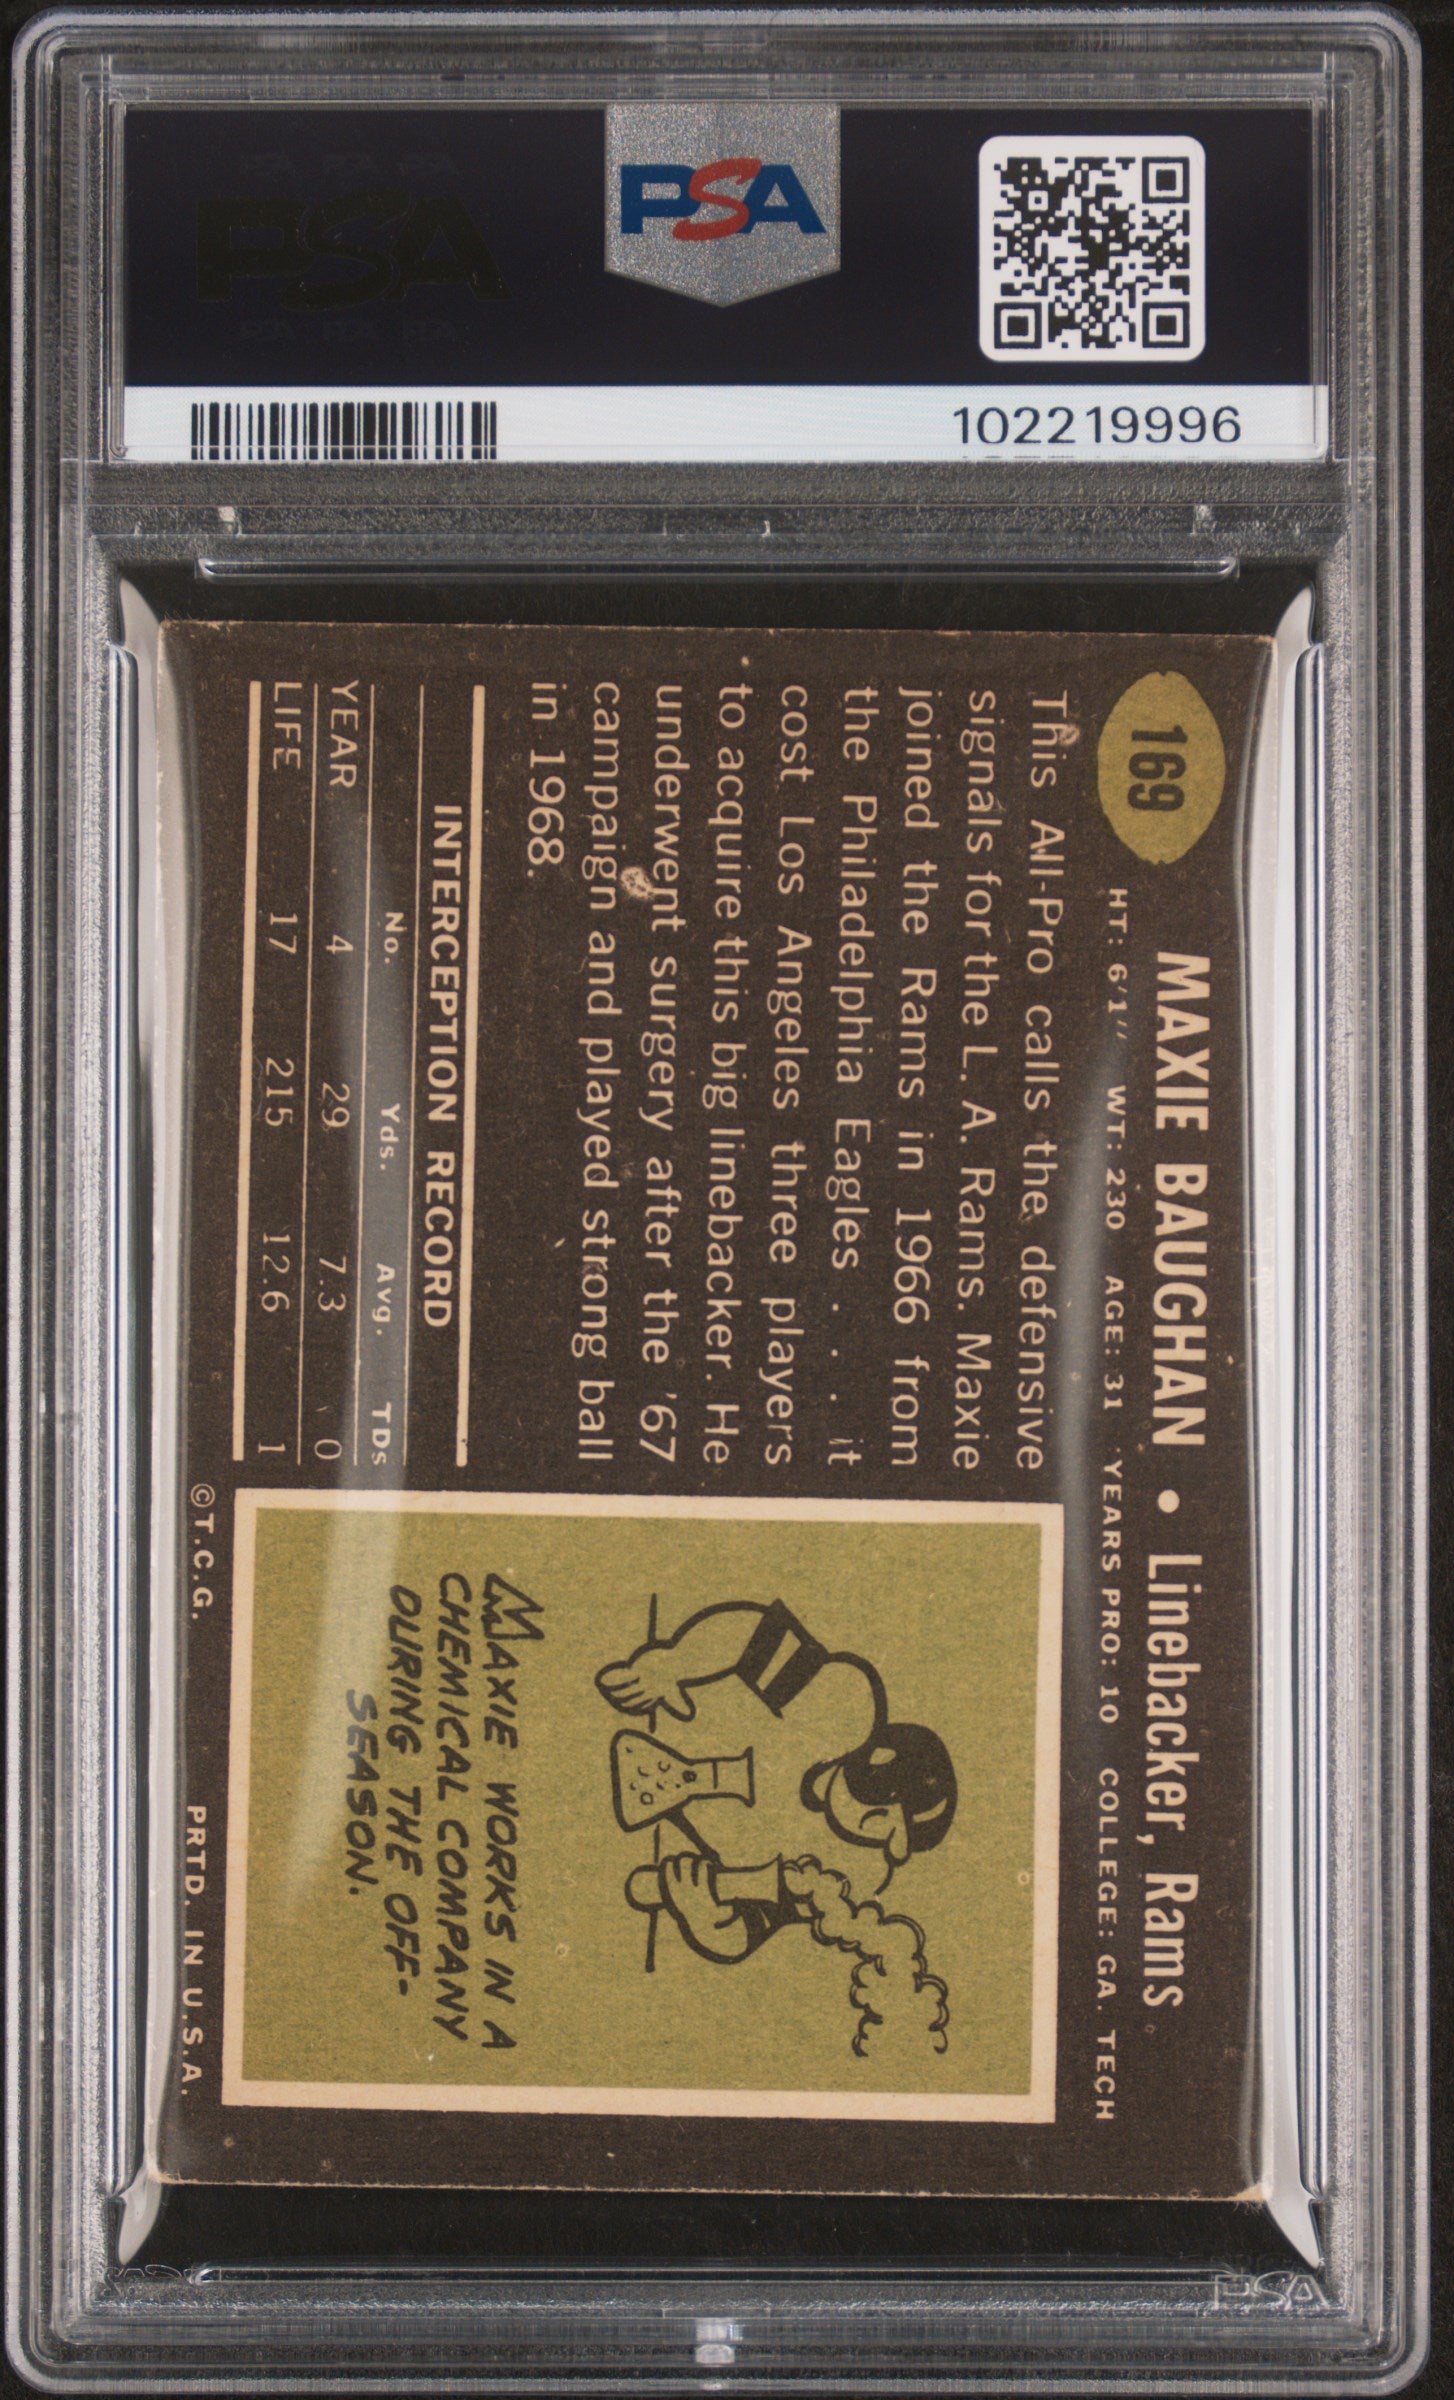 PSA
102219996
169
MAXIE BAUGHAN • Linebacker, Rams
HT: 6'1" WT: 230 AGE: 31 YEARS PRO: 10 COLLEGE: GA. TECH
This All-Pro calls the defensive
signals for the L. A. Rams. Maxie
joined the Rams in 1966 from
the Philadelphia Eagles . . . it
cost Los Angeles three players
to acquire this big linebacker. He
underwent surgery after the '67
campaign and played strong ball
in 1968.
INTERCEPTION RECORD
No. Yds. Avg. TDs
YEAR 4 29 7.3 0
LIFE 17 215 12.6 1
MAXIE WORKS IN A
CHEMICAL COMPANY
DURING THE OFF-
SEASON.
© T.C.G. PRTD. IN U.S.A.
PSA
PSA